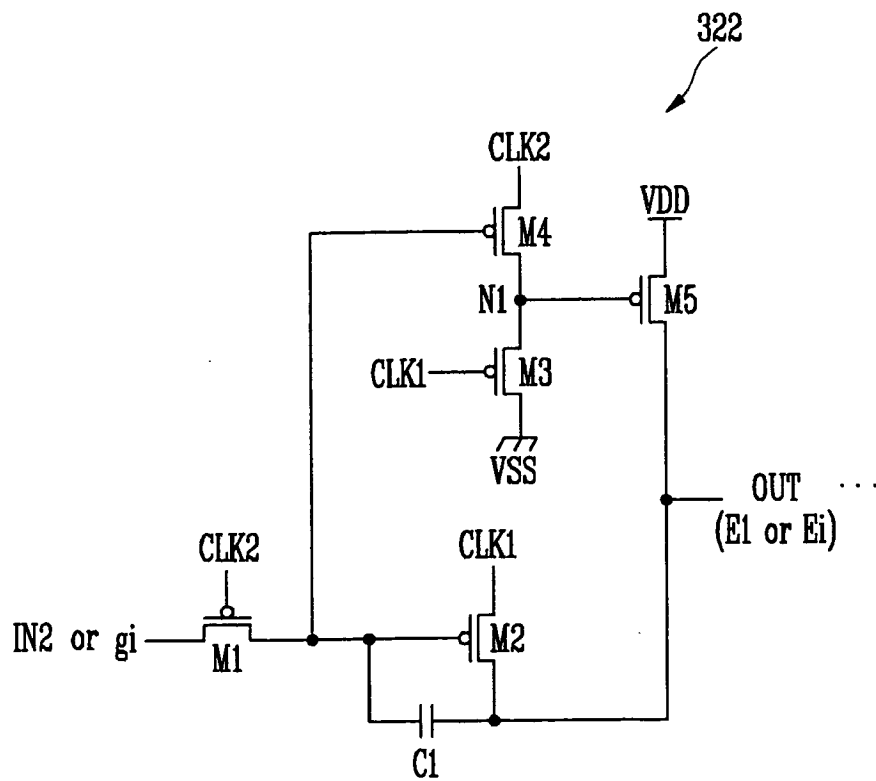 322
CLK2
VDD
M4
N1
M5
CLK1
M3
VSS
OUT ...
(E1 or Ei)
CLK2
CLK1
IN2 or gi
M1
M2
C1